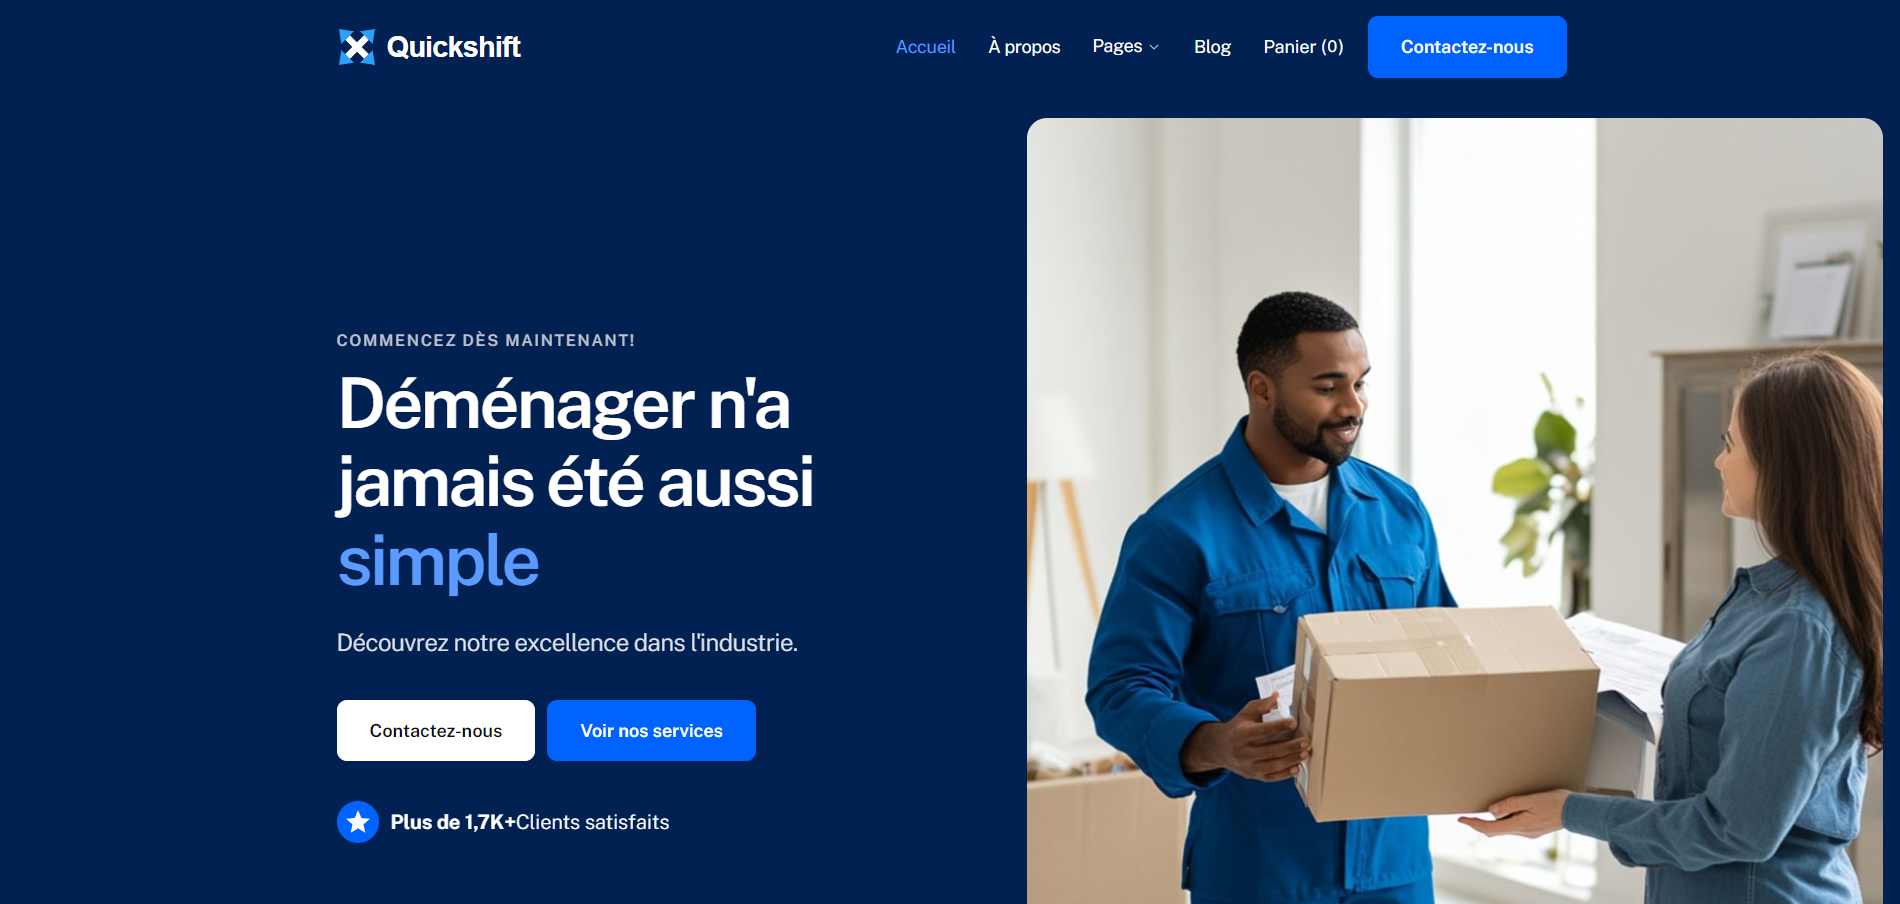 Quickshift
Accueil À propos Pages Blog Panier (0) Contactez-nous
COMMENCEZ DÈS MAINTENANT!
Déménager n'a
jamais été aussi
simple
Découvrez notre excellence dans l'industrie.
Contactez-nous Voir nos services
Plus de 1,7K+Clients satisfaits